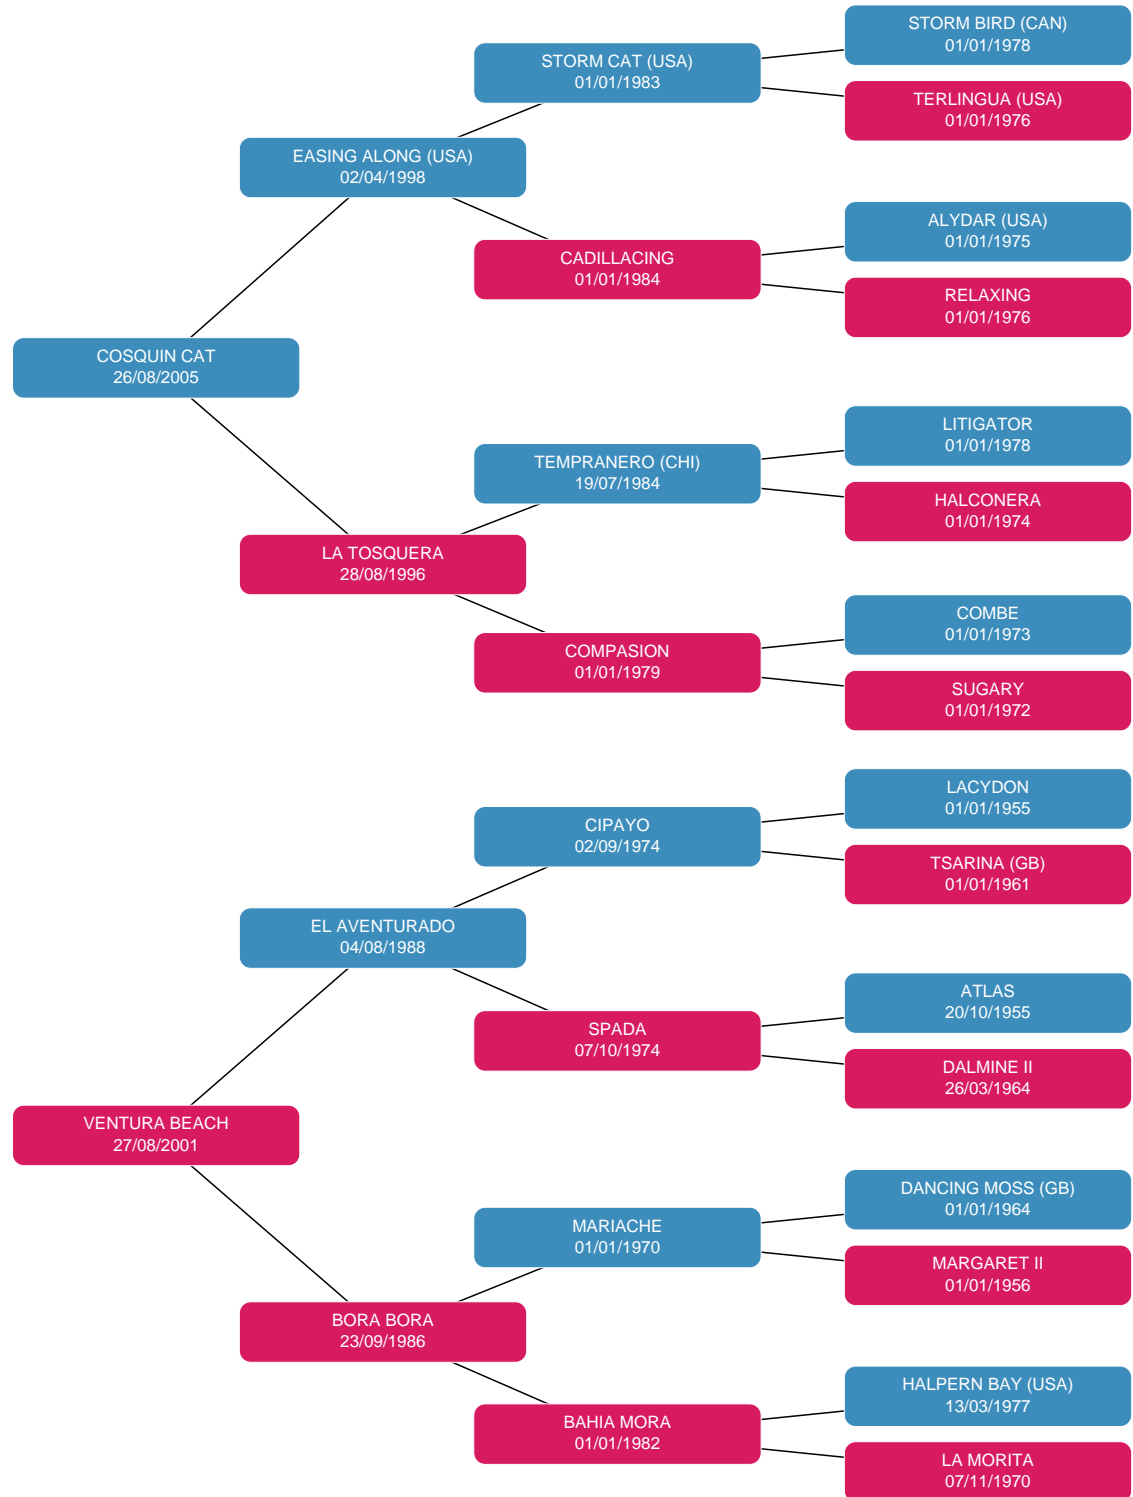 STORM BIRD (CAN)
01/01/1978
STORM CAT (USA)
01/01/1983
TERLINGUA (USA)
01/01/1976
EASING ALONG (USA)
02/04/1998
ALYDAR (USA)
01/01/1975
CADILLACING
01/01/1984
RELAXING
01/01/1976
COSQUIN CAT
26/08/2005
LITIGATOR
01/01/1978
TEMPRANERO (CHI)
19/07/1984
HALCONERA
01/01/1974
LA TOSQUERA
28/08/1996
COMBE
01/01/1973
COMPASION
01/01/1979
SUGARY
01/01/1972
LACYDON
01/01/1955
CIPAYO
02/09/1974
TSARINA (GB)
01/01/1961
EL AVENTURADO
04/08/1988
ATLAS
20/10/1955
SPADA
07/10/1974
DALMINE II
26/03/1964
VENTURA BEACH
27/08/2001
DANCING MOSS (GB)
01/01/1964
MARIACHE
01/01/1970
MARGARET II
01/01/1956
BORA BORA
23/09/1986
HALPERN BAY (USA)
13/03/1977
BAHIA MORA
01/01/1982
LA MORITA
07/11/1970